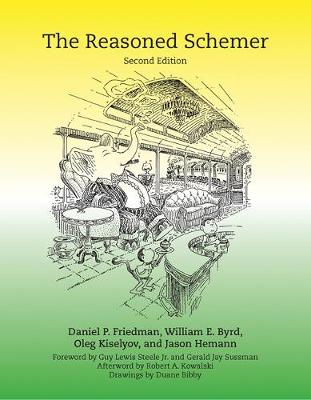 The Reasoned Schemer
Second Edition
Daniel P. Friedman, William E. Byrd,
Oleg Kiselyov, and Jason Hemann
Foreword by Guy Lewis Steele Jr. and Gerald Jay Sussman
Afterword by Robert A. Kowalski
Drawings by Duane Bibby